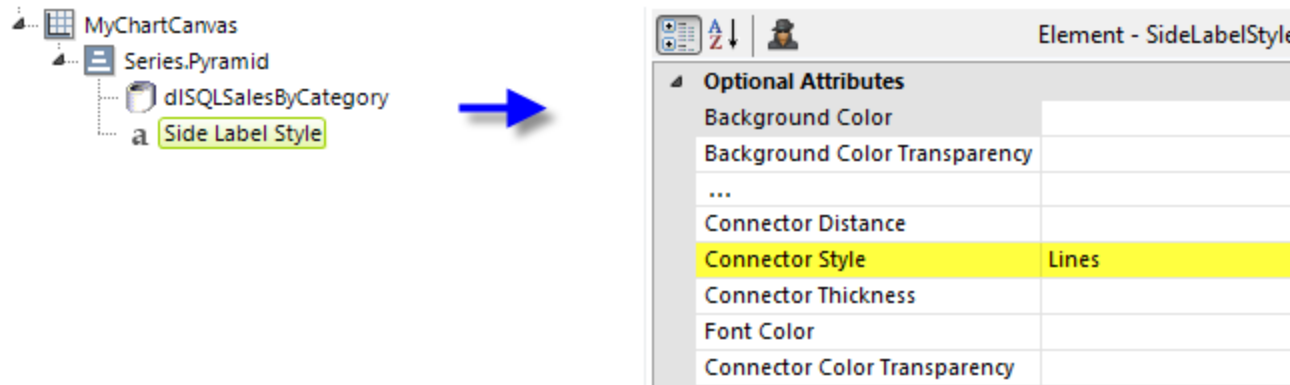 MyChartCanvas
Series.Pyramid
dlSQLSalesByCategory
a Side Label Style
A
Z
Element - SideLabelStyle
Optional Attributes
Background Color
Background Color Transparency
...
Connector Distance
Connector Style Lines
Connector Thickness
Font Color
Connector Color Transparency